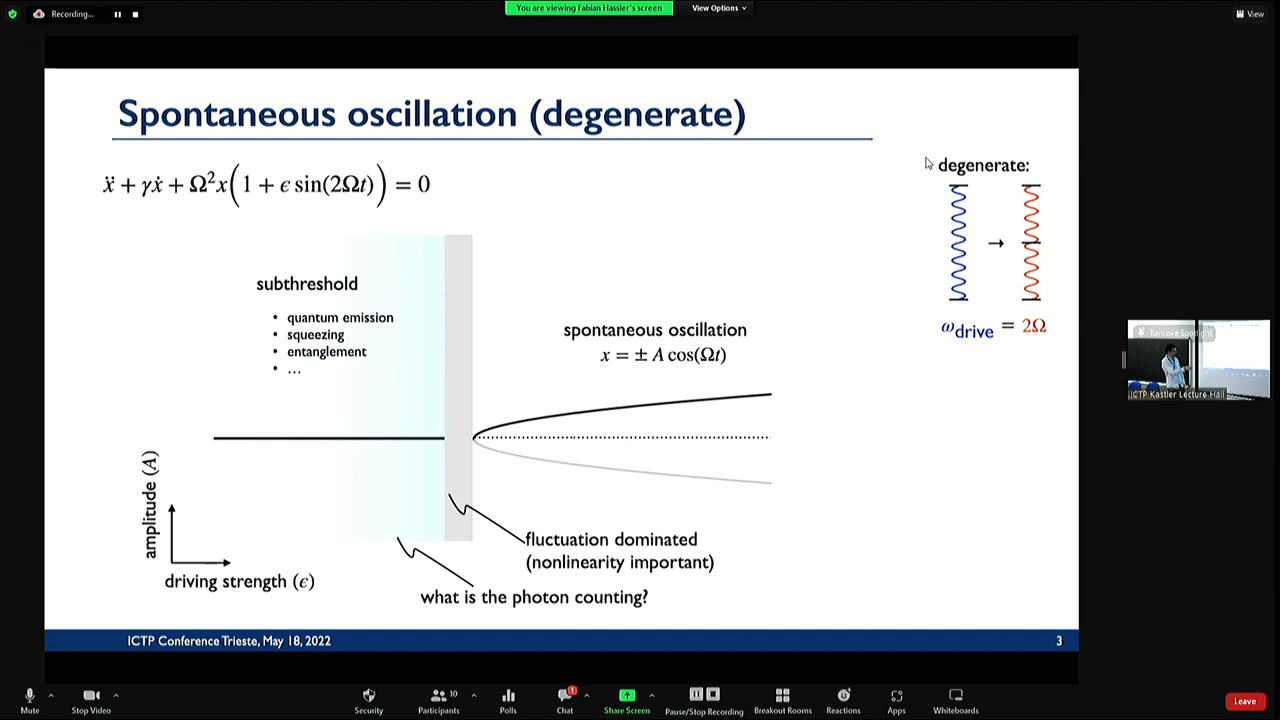 Recording...
You are viewing Fabian Hassler's screen
View Options
View
Spontaneous oscillation (degenerate)
ẍ + γẋ + Ω²x(1 + ϵ sin(2Ωt)) = 0
degenerate:
ω_drive = 2Ω
subthreshold
• quantum emission
• squeezing
• entanglement
• ...
spontaneous oscillation
x = ± A cos(Ωt)
amplitude (A)
driving strength (ϵ)
fluctuation dominated
(nonlinearity important)
what is the photon counting?
ICTP Conference Trieste, May 18, 2022
3
Remove Spotlight
ICTP Kastler Lecture Hall
Mute
Stop Video
Security
10
Participants
Polls
1
Chat
Share Screen
Pause/Stop Recording
Breakout Rooms
Reactions
Apps
Whiteboards
Leave